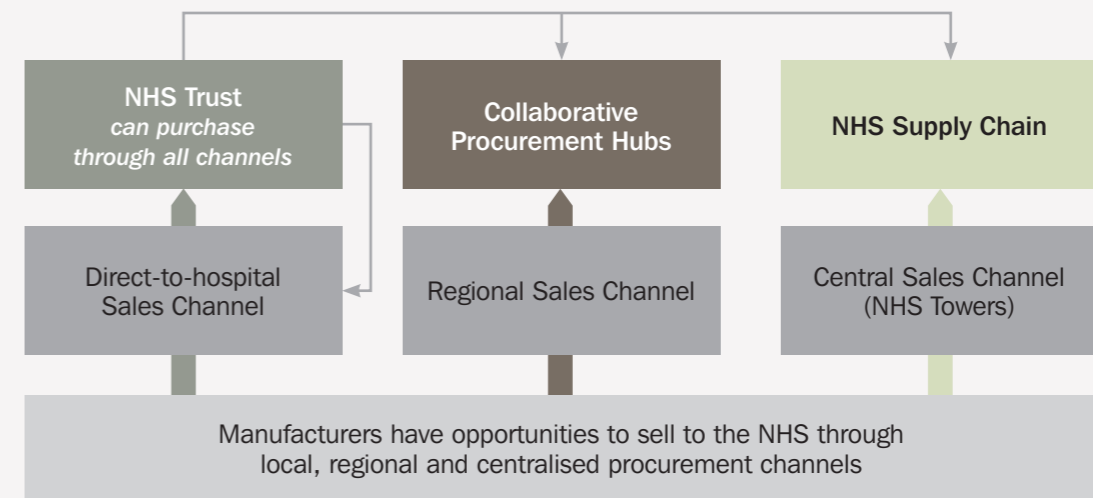 NHS Trust
can purchase
through all channels
Collaborative
Procurement Hubs
NHS Supply Chain
Direct-to-hospital
Sales Channel
Regional Sales Channel
Central Sales Channel
(NHS Towers)
Manufacturers have opportunities to sell to the NHS through
local, regional and centralised procurement channels